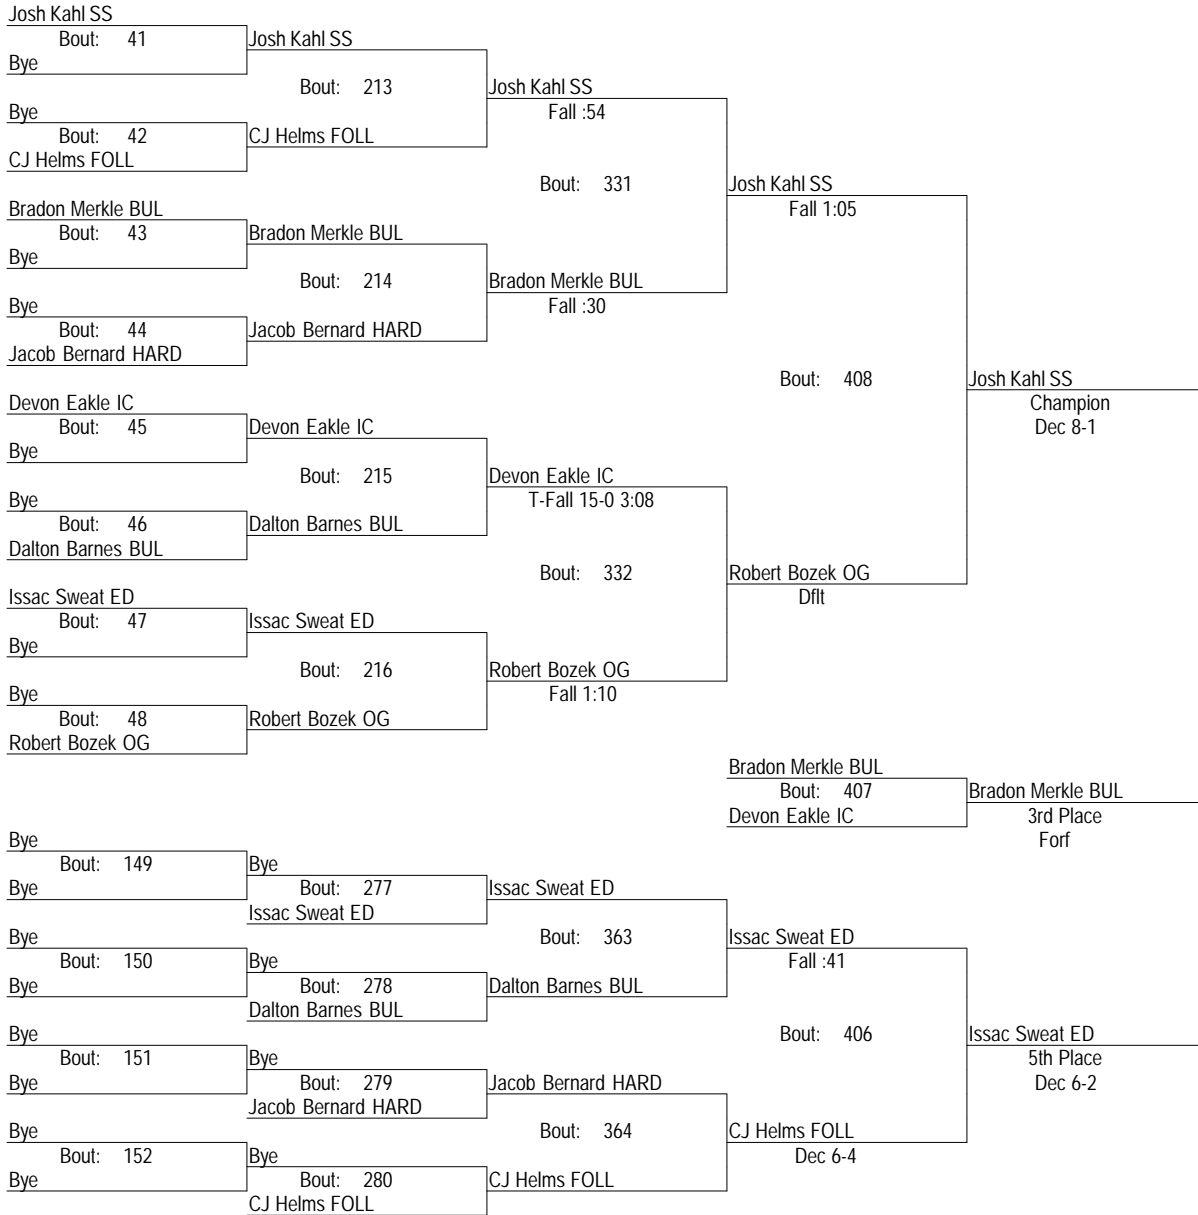 Josh Kahl SS
Bout: 41
Josh Kahl SS
Bye
Bout: 213
Josh Kahl SS
Bye
Fall :54
Bout: 42
CJ Helms FOLL
CJ Helms FOLL
Bout: 331
Josh Kahl SS
Bradon Merkle BUL
Fall 1:05
Bout: 43
Bradon Merkle BUL
Bye
Bout: 214
Bradon Merkle BUL
Bye
Fall :30
Bout: 44
Jacob Bernard HARD
Jacob Bernard HARD
Bout: 408
Josh Kahl SS
Devon Eakle IC
Champion
Bout: 45
Devon Eakle IC
Dec 8-1
Bye
Bout: 215
Devon Eakle IC
Bye
T-Fall 15-0 3:08
Bout: 46
Dalton Barnes BUL
Dalton Barnes BUL
Bout: 332
Robert Bozek OG
Issac Sweat ED
Dflt
Bout: 47
Issac Sweat ED
Bye
Bout: 216
Robert Bozek OG
Bye
Fall 1:10
Bout: 48
Robert Bozek OG
Robert Bozek OG
Bradon Merkle BUL
Bout: 407
Bradon Merkle BUL
Devon Eakle IC
3rd Place
Forf
Bye
Bout: 149
Bye
Bye
Bout: 277
Issac Sweat ED
Issac Sweat ED
Bye
Bout: 363
Issac Sweat ED
Bout: 150
Bye
Fall :41
Bye
Bout: 278
Dalton Barnes BUL
Dalton Barnes BUL
Bye
Bout: 406
Issac Sweat ED
Bout: 151
Bye
5th Place
Bye
Bout: 279
Jacob Bernard HARD
Dec 6-2
Jacob Bernard HARD
Bye
Bout: 364
CJ Helms FOLL
Bout: 152
Bye
Dec 6-4
Bye
Bout: 280
CJ Helms FOLL
CJ Helms FOLL